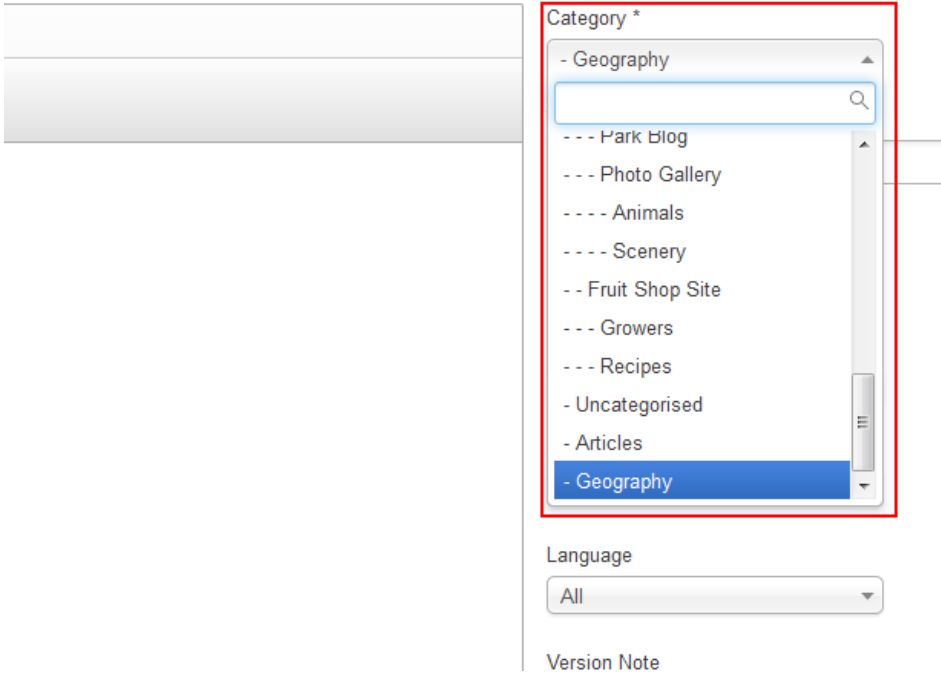 Category *
- Geography
- - - Park Blog
- - - Photo Gallery
- - - - Animals
- - - - Scenery
- - Fruit Shop Site
- - - Growers
- - - Recipes
- Uncategorised
- Articles
- Geography
Language
All
Version Note